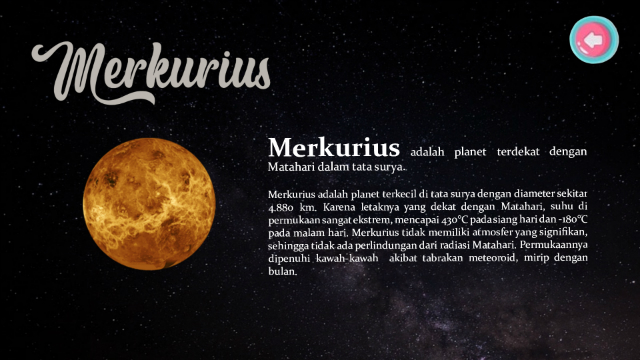 Merkurius
Merkurius adalah planet terdekat dengan
Matahari dalam tata surya.
Merkurius adalah planet terkecil di tata surya dengan diameter sekitar
4.880 km. Karena letaknya yang dekat dengan Matahari, suhu di
permukaan sangat ekstrem, mencapai 430°C pada siang hari dan -180°C
pada malam hari. Merkurius tidak memiliki atmosfer yang signifikan,
sehingga tidak ada perlindungan dari radiasi Matahari. Permukaannya
dipenuhi kawah-kawah akibat tabrakan meteoroid, mirip dengan
bulan.